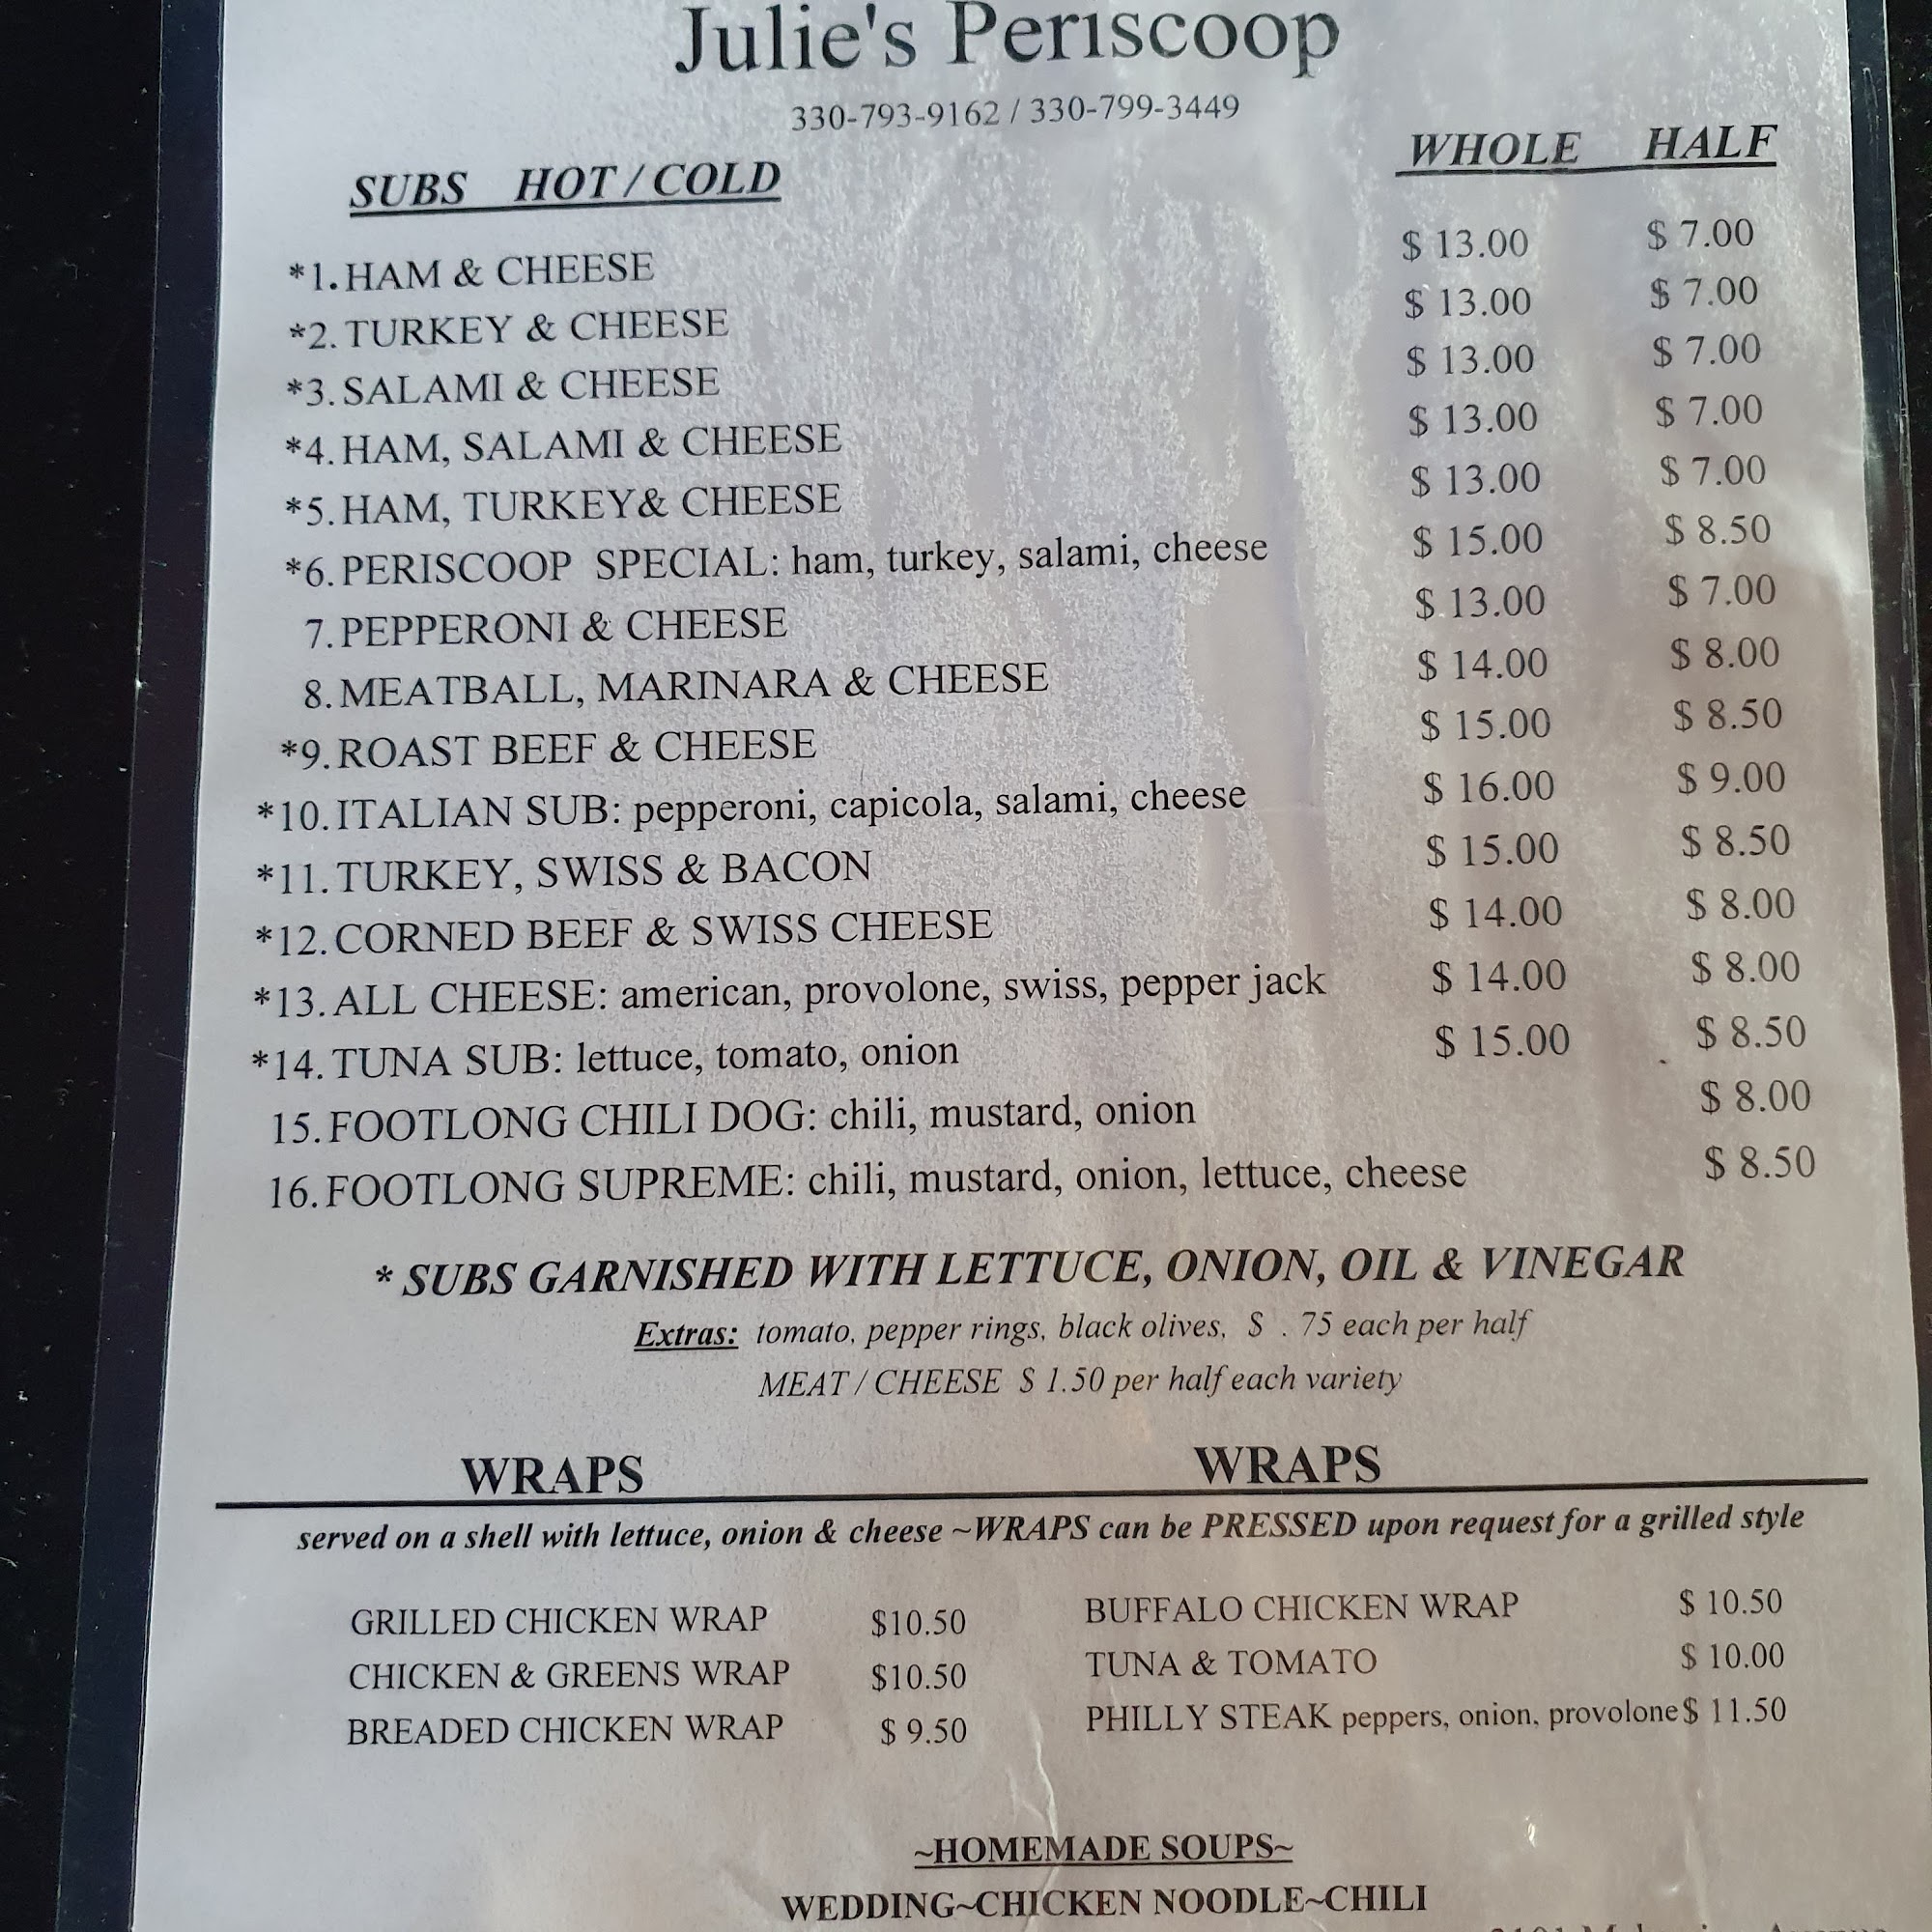 Julie's Periscoop
330-793-9162 / 330-799-3449
SUBS HOT / COLD WHOLE HALF
*1. HAM & CHEESE $ 13.00 $ 7.00
*2. TURKEY & CHEESE $ 13.00 $ 7.00
*3. SALAMI & CHEESE $ 13.00 $ 7.00
*4. HAM, SALAMI & CHEESE $ 13.00 $ 7.00
*5. HAM, TURKEY& CHEESE $ 13.00 $ 7.00
*6. PERISCOOP SPECIAL: ham, turkey, salami, cheese $ 15.00 $ 8.50
7. PEPPERONI & CHEESE $ 13.00 $ 7.00
8. MEATBALL, MARINARA & CHEESE $ 14.00 $ 8.00
*9. ROAST BEEF & CHEESE $ 15.00 $ 8.50
*10. ITALIAN SUB: pepperoni, capicola, salami, cheese $ 16.00 $ 9.00
*11. TURKEY, SWISS & BACON $ 15.00 $ 8.50
*12. CORNED BEEF & SWISS CHEESE $ 14.00 $ 8.00
*13. ALL CHEESE: american, provolone, swiss, pepper jack $ 14.00 $ 8.00
*14. TUNA SUB: lettuce, tomato, onion $ 15.00 $ 8.50
15. FOOTLONG CHILI DOG: chili, mustard, onion $ 8.00
16. FOOTLONG SUPREME: chili, mustard, onion, lettuce, cheese $ 8.50
* SUBS GARNISHED WITH LETTUCE, ONION, OIL & VINEGAR
Extras: tomato, pepper rings, black olives, $ . 75 each per half
MEAT / CHEESE $ 1.50 per half each variety
WRAPS WRAPS
served on a shell with lettuce, onion & cheese ~WRAPS can be PRESSED upon request for a grilled style
GRILLED CHICKEN WRAP $10.50 BUFFALO CHICKEN WRAP $ 10.50
CHICKEN & GREENS WRAP $10.50 TUNA & TOMATO $ 10.00
BREADED CHICKEN WRAP $ 9.50 PHILLY STEAK peppers, onion, provolone $ 11.50
~HOMEMADE SOUPS~
WEDDING~CHICKEN NOODLE~CHILI